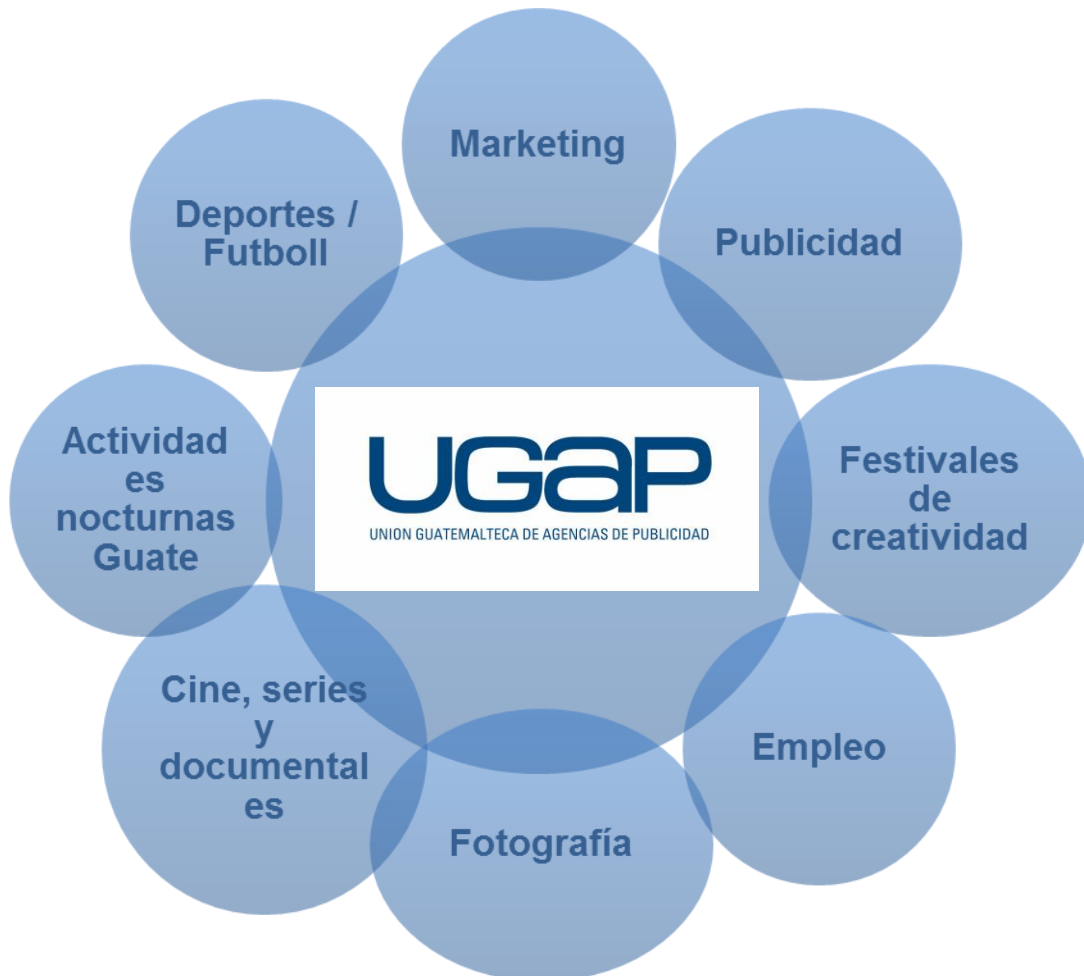 Marketing
Publicidad
Festivales
de
creatividad
Empleo
Fotografía
Cine, series
y
documental
es
Actividad
es
nocturnas
Guate
Deportes /
Futboll
UGaP
UNION GUATEMALTECA DE AGENCIAS DE PUBLICIDAD